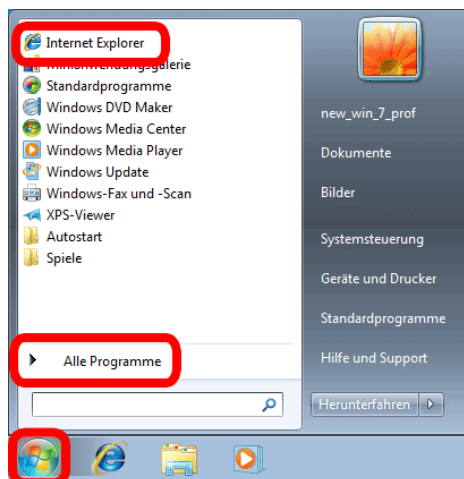 Internet Explorer
Minianwendungsgalerie
Standardprogramme
Windows DVD Maker
Windows Media Center
Windows Media Player
Windows Update
Windows-Fax und -Scan
XPS-Viewer
Autostart
Spiele
Alle Programme
new_win_7_prof
Dokumente
Bilder
Systemsteuerung
Geräte und Drucker
Standardprogramme
Hilfe und Support
Herunterfahren